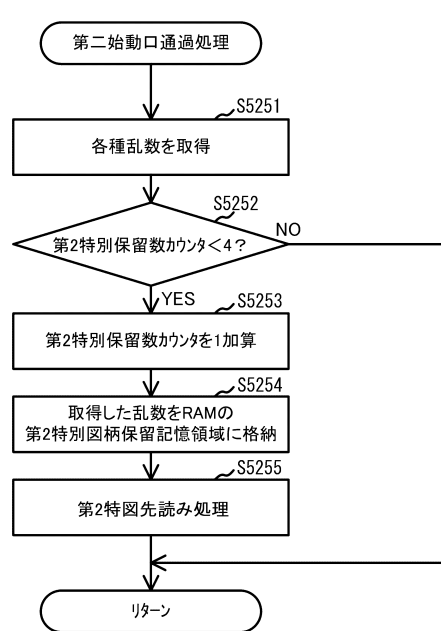 第二始動口通過処理
S5251
各種乱数を取得
S5252
第2特別保留数カウンタ<4?
NO
YES
S5253
第2特別保留数カウンタを1加算
S5254
取得した乱数をRAMの
第2特別図柄保留記憶領域に格納
S5255
第2特図先読み処理
リターン